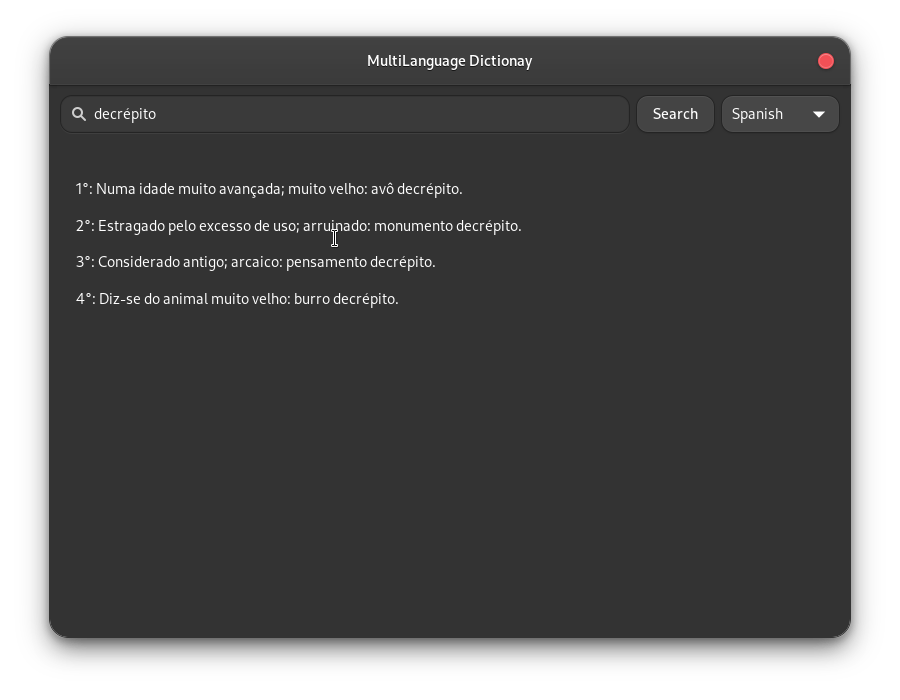 MultiLanguage Dictionay
decrépito
Search
Spanish
1°: Numa idade muito avançada; muito velho: avô decrépito.
2°: Estragado pelo excesso de uso; arruinado: monumento decrépito.
3°: Considerado antigo; arcaico: pensamento decrépito.
4°: Diz-se do animal muito velho: burro decrépito.